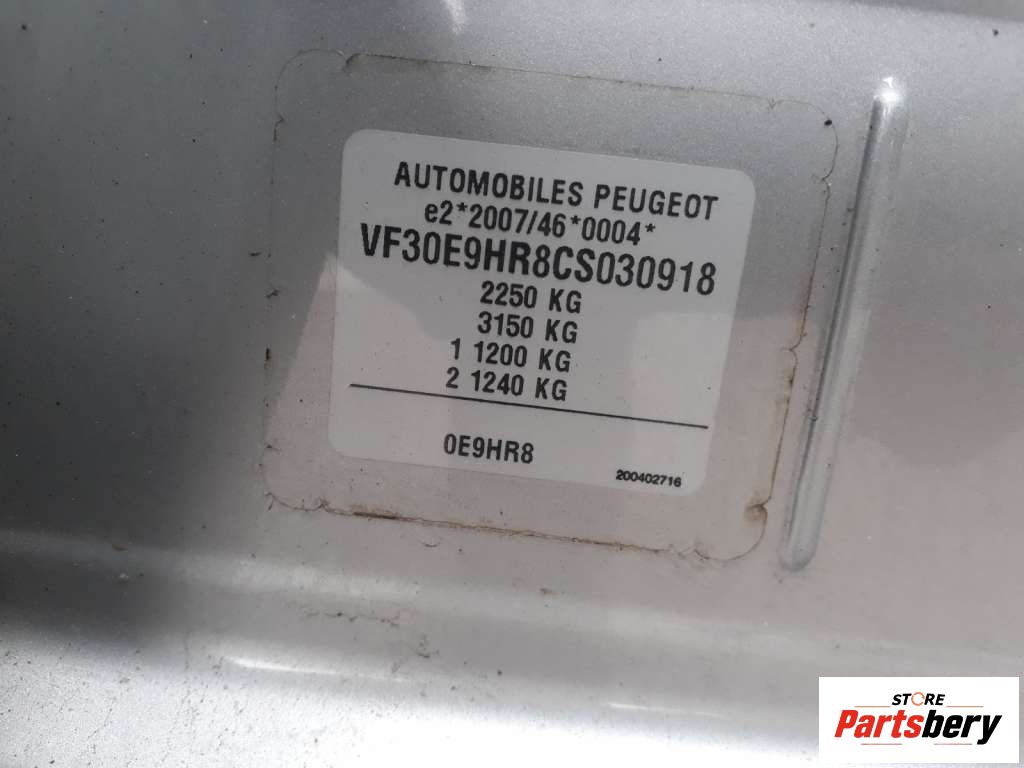 AUTOMOBILES PEUGEOT
e2*2007/46*0004*
VF30E9HR8CS030918
2250 KG
3150 KG
1 1200 KG
2 1240 KG
0E9HR8
200402716
STORE
Partsbery